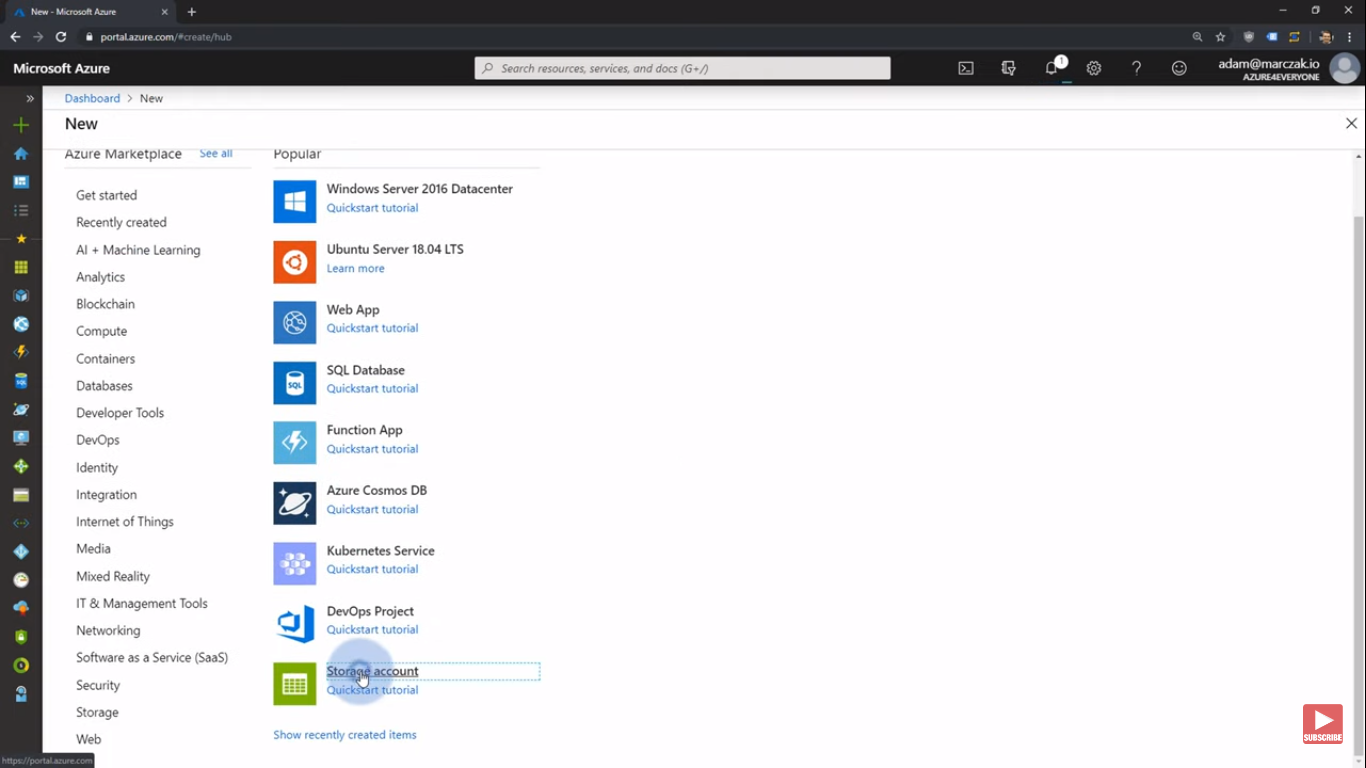 New - Microsoft Azure
portal.azure.com/#create/hub
Microsoft Azure
Search resources, services, and docs (G+/)
1
adam@marczak.io
AZURE4EVERYONE
Dashboard > New
New
Azure Marketplace
See all
Get started
Recently created
AI + Machine Learning
Analytics
Blockchain
Compute
Containers
Databases
Developer Tools
DevOps
Identity
Integration
Internet of Things
Media
Mixed Reality
IT & Management Tools
Networking
Software as a Service (SaaS)
Security
Storage
Web
Popular
Windows Server 2016 Datacenter
Quickstart tutorial
Ubuntu Server 18.04 LTS
Learn more
Web App
Quickstart tutorial
SQL
SQL Database
Quickstart tutorial
Function App
Quickstart tutorial
Azure Cosmos DB
Quickstart tutorial
Kubernetes Service
Quickstart tutorial
DevOps Project
Quickstart tutorial
Storage account
Quickstart tutorial
Show recently created items
SUBSCRIBE
https://portal.azure.com